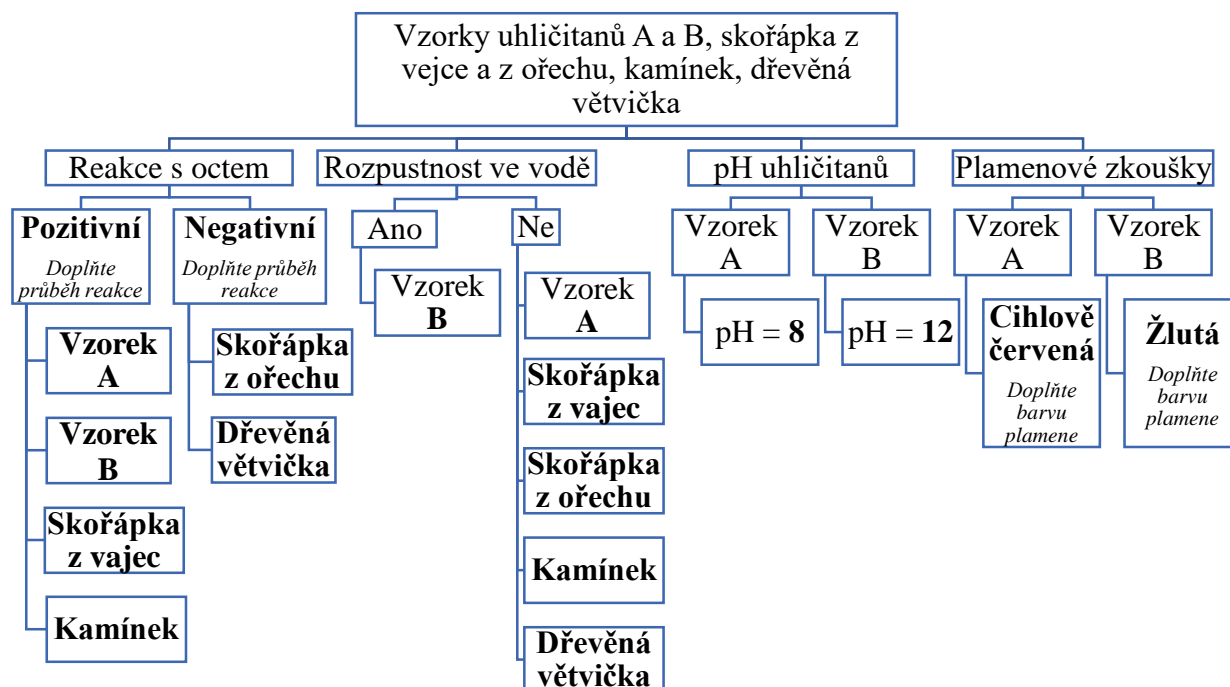 Vzorky uhličitanů A a B, skořápka z
vejce a z ořechu, kamínek, dřevěná
větvička
Reakce s octem
Pozitivní
Doplňte
průběh reakce
Vzorek
A
Vzorek
B
Skořápka
z vajec
Kamínek
Negativní
Doplňte průběh
reakce
Skořápka
z ořechu
Dřevěná
větvička
Rozpustnost ve vodě
Ano
Vzorek
B
Ne
Vzorek
A
Skořápka
z vajec
Skořápka
z ořechu
Kamínek
Dřevěná
větvička
pH uhličitanů
Vzorek
A
pH = 8
Vzorek
B
pH = 12
Plamenové zkoušky
Vzorek
A
Cihlově
červená
Doplňte
barvu
plamene
Vzorek
B
Žlutá
Doplňte
barvu
plamene